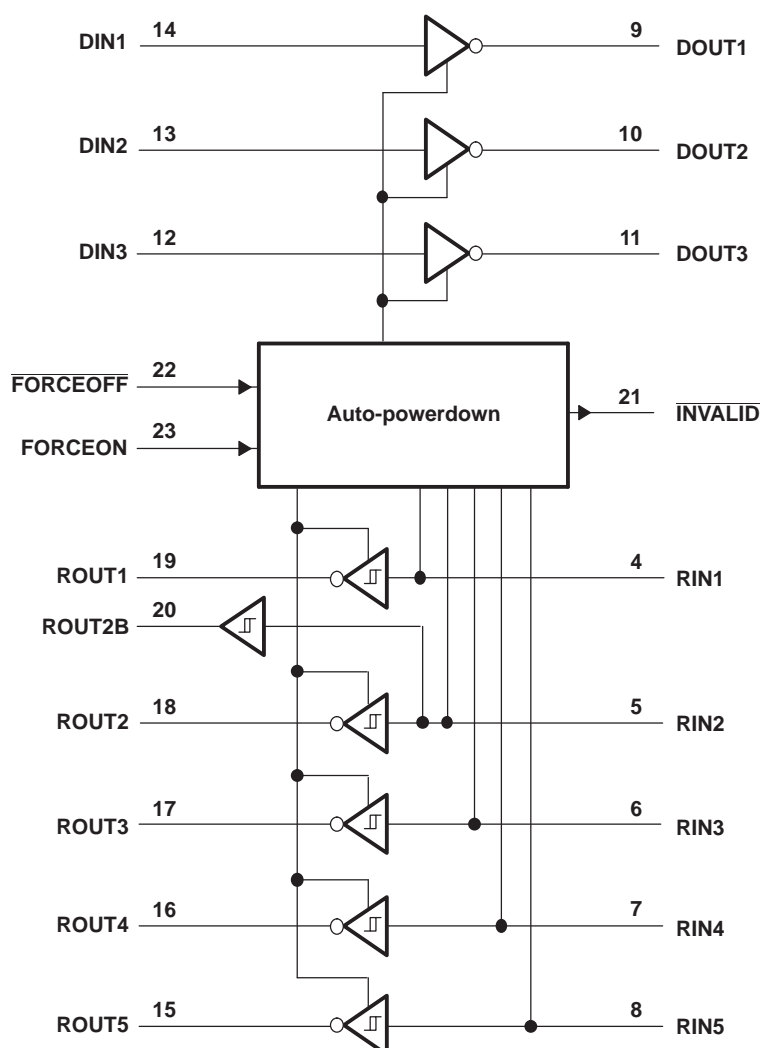 DIN1 14 9 DOUT1
DIN2 13 10 DOUT2
DIN3 12 11 DOUT3
FORCEOFF 22
Auto-powerdown
21 INVALID
FORCEON 23
ROUT1 19 4 RIN1
ROUT2B 20
ROUT2 18 5 RIN2
ROUT3 17 6 RIN3
ROUT4 16 7 RIN4
ROUT5 15 8 RIN5